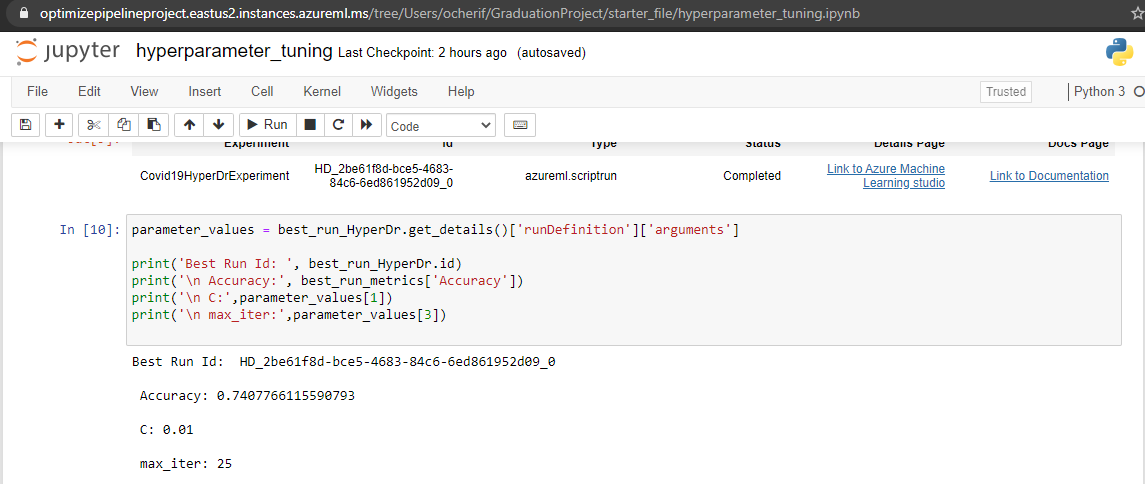 optimizepipelineproject.eastus2.instances.azureml.ms/tree/Users/ocherif/GraduationProject/starter_file/hyperparameter_tuning.ipynb
jupyter hyperparameter_tuning Last Checkpoint: 2 hours ago (autosaved)
File Edit View Insert Cell Kernel Widgets Help Trusted Python 3
Run Code
Experiment Id Type Status Details Page Docs Page
Covid19HyperDrExperiment HD_2be61f8d-bce5-4683-84c6-6ed861952d09_0 azureml.scriptrun Completed Link to Azure Machine Learning studio Link to Documentation
In [10]: parameter_values = best_run_HyperDr.get_details()['runDefinition']['arguments']
print('Best Run Id: ', best_run_HyperDr.id)
print('\n Accuracy:', best_run_metrics['Accuracy'])
print('\n C:',parameter_values[1])
print('\n max_iter:',parameter_values[3])
Best Run Id:  HD_2be61f8d-bce5-4683-84c6-6ed861952d09_0
Accuracy: 0.7407766115590793
C: 0.01
max_iter: 25